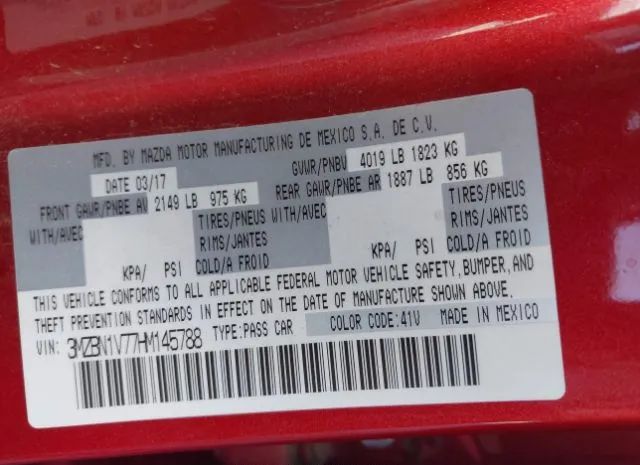 MFD. BY MAZDA MOTOR MANUFACTURING DE MEXICO S.A. DE C.V.
DATE 03/17 GVWR/PNBV 4019 LB 1823 KG
FRONT GAWR/PNBE AV 2149 LB 975 KG REAR GAWR/PNBE AR 1887 LB 856 KG
WITH/AVEC TIRES/PNEUS WITH/AVEC TIRES/PNEUS
RIMS/JANTES RIMS/JANTES
KPA/ PSI COLD/A FROID KPA/ PSI COLD/A FROID
THIS VEHICLE CONFORMS TO ALL APPLICABLE FEDERAL MOTOR VEHICLE SAFETY, BUMPER, AND
THEFT PREVENTION STANDARDS IN EFFECT ON THE DATE OF MANUFACTURE SHOWN ABOVE.
VIN: 3MZBN1V77HM145788 TYPE:PASS CAR COLOR CODE:41V MADE IN MEXICO